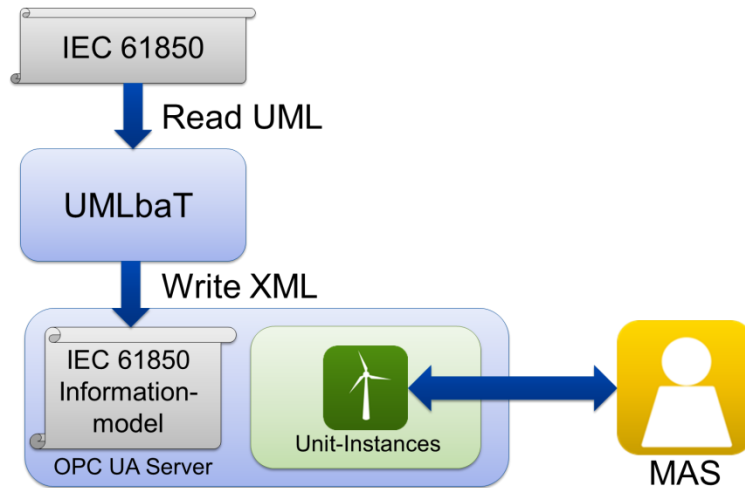 IEC 61850
Read UML
UMLbaT
Write XML
IEC 61850
Information-
model
Unit-Instances
OPC UA Server
MAS